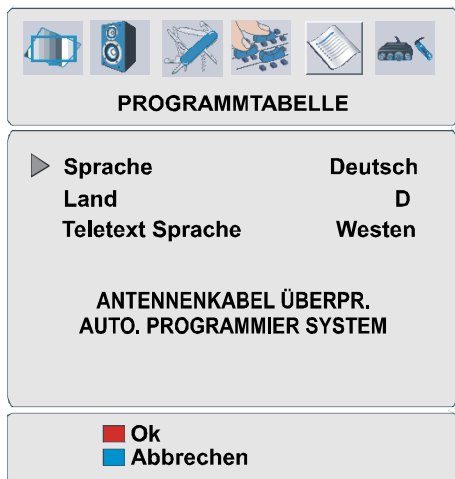 PROGRAMMTABELLE
Sprache Deutsch
Land D
Teletext Sprache Westen
ANTENNENKABEL ÜBERPR.
AUTO. PROGRAMMIER SYSTEM
Ok
Abbrechen